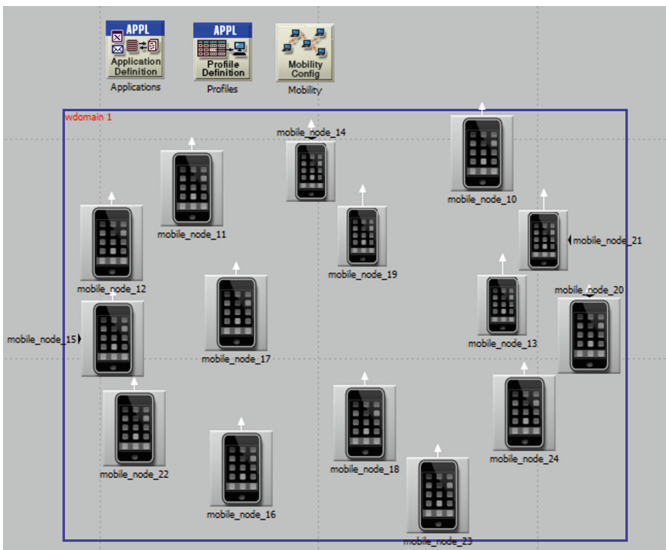 APPL
Application
Definition
Applications
APPL
Profile
Definition
Profiles
Mobility
Config
Mobility
wdomain 1
mobile_node_14
mobile_node_10
mobile_node_11
mobile_node_21
mobile_node_19
mobile_node_12
mobile_node_20
mobile_node_15
mobile_node_13
mobile_node_17
mobile_node_24
mobile_node_18
mobile_node_22
mobile_node_16
mobile_node_23